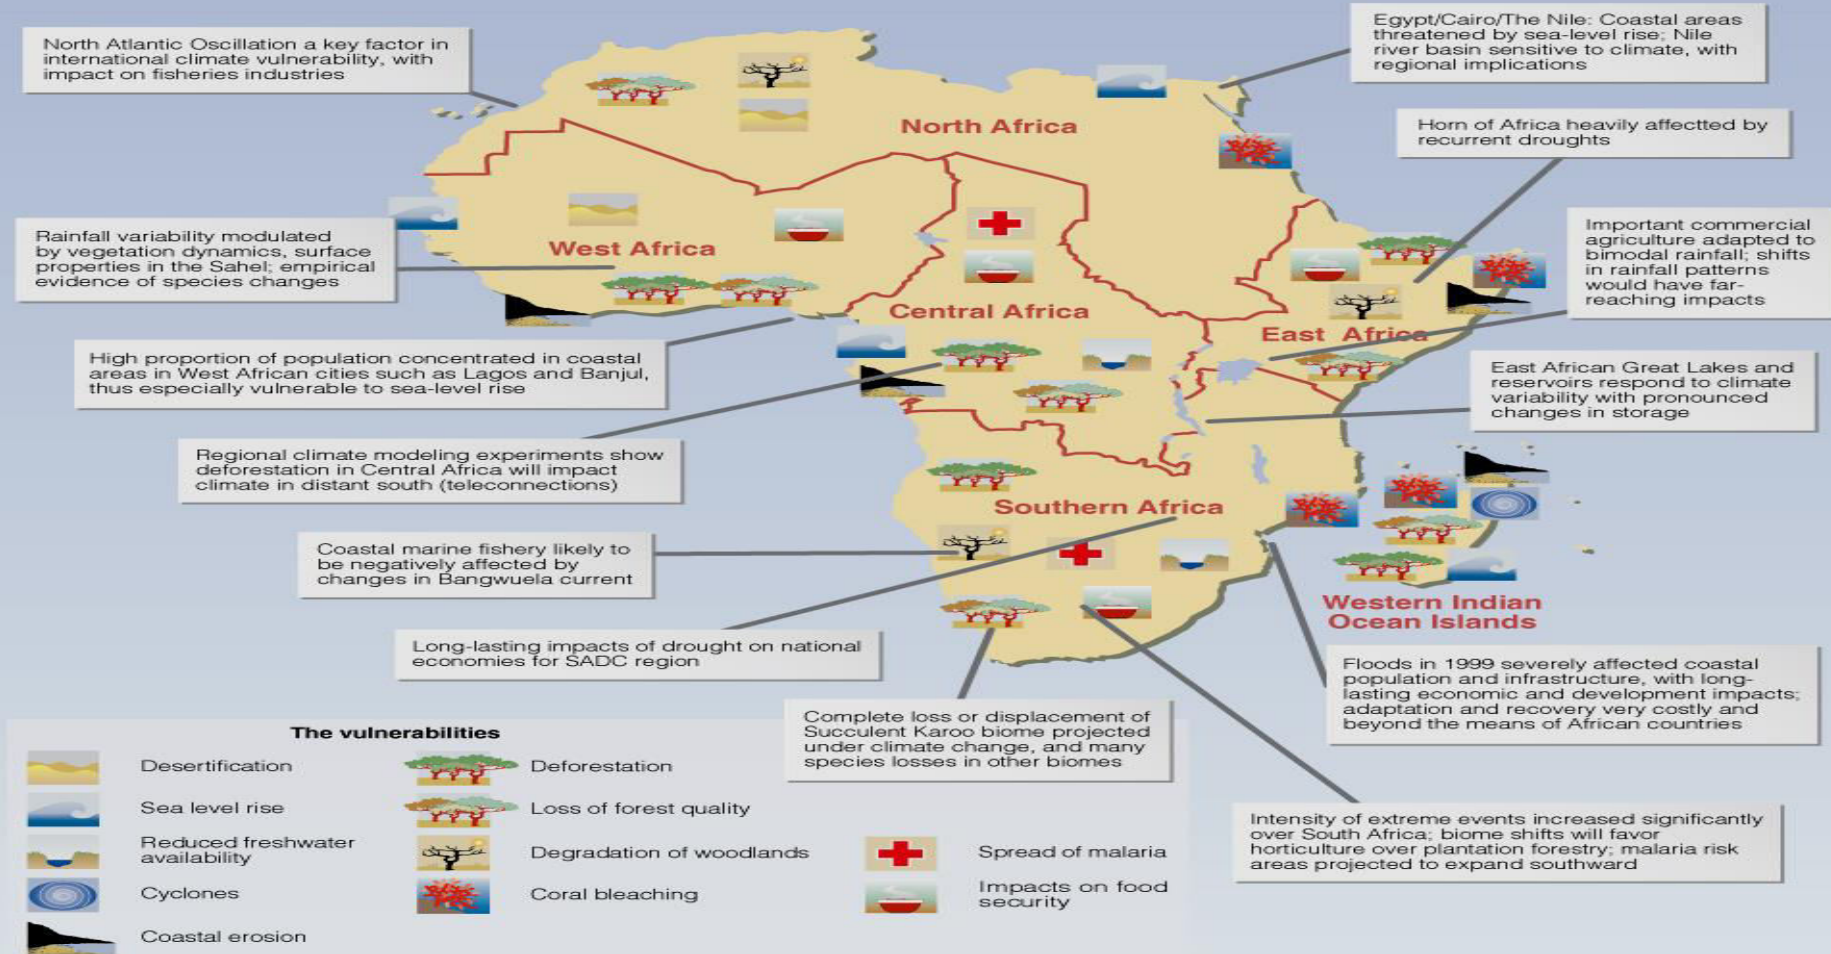 North Atlantic Oscillation a key factor in
international climate vulnerability, with
impact on fisheries industries
Egypt/Cairo/The Nile: Coastal areas
threatened by sea-level rise; Nile
river basin sensitive to climate, with
regional implications
North Africa
Horn of Africa heavily affectted by
recurrent droughts
Rainfall variability modulated
by vegetation dynamics, surface
properties in the Sahel; empirical
evidence of species changes
West Africa
Important commercial
agriculture adapted to
bimodal rainfall; shifts
in rainfall patterns
would have far-
reaching impacts
Central Africa
East Africa
High proportion of population concentrated in coastal
areas in West African cities such as Lagos and Banjul,
thus especially vulnerable to sea-level rise
East African Great Lakes and
reservoirs respond to climate
variability with pronounced
changes in storage
Regional climate modeling experiments show
deforestation in Central Africa will impact
climate in distant south (teleconnections)
Southern Africa
Coastal marine fishery likely to
be negatively affected by
changes in Bangwuela current
Western Indian
Ocean Islands
Long-lasting impacts of drought on national
economies for SADC region
Floods in 1999 severely affected coastal
population and infrastructure, with long-
lasting economic and development impacts;
adaptation and recovery very costly and
beyond the means of African countries
Complete loss or displacement of
Succulent Karoo biome projected
under climate change, and many
species losses in other biomes
Intensity of extreme events increased significantly
over South Africa; biome shifts will favor
horticulture over plantation forestry; malaria risk
areas projected to expand southward
The vulnerabilities
Desertification
Sea level rise
Reduced freshwater
availability
Cyclones
Coastal erosion
Deforestation
Loss of forest quality
Degradation of woodlands
Coral bleaching
Spread of malaria
Impacts on food
security